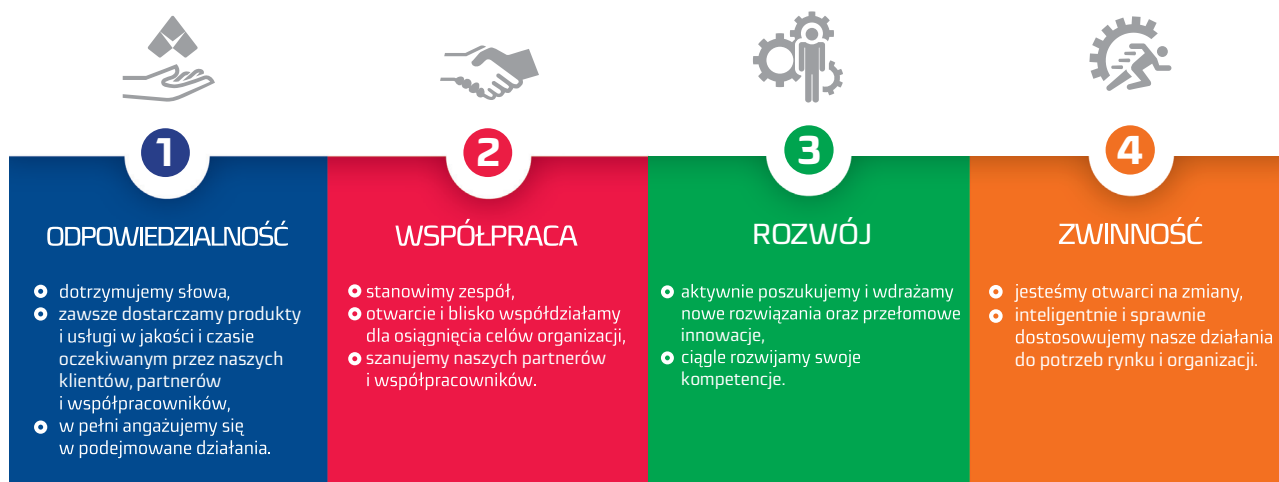 1
ODPOWIEDZIALNOŚĆ
dotrzymujemy słowa,
zawsze dostarczamy produkty
i usługi w jakości i czasie
oczekiwanym przez naszych
klientów, partnerów
i współpracowników,
w pełni angażujemy się
w podejmowane działania.
2
WSPÓŁPRACA
stanowimy zespół,
otwarcie i blisko współdziałamy
dla osiągnięcia celów organizacji,
szanujemy naszych partnerów
i współpracowników.
3
ROZWÓJ
aktywnie poszukujemy i wdrażamy
nowe rozwiązania oraz przełomowe
innowacje,
ciągle rozwijamy swoje
kompetencje.
4
ZWINNOŚĆ
jesteśmy otwarci na zmiany,
inteligentnie i sprawnie
dostosowujemy nasze działania
do potrzeb rynku i organizacji.